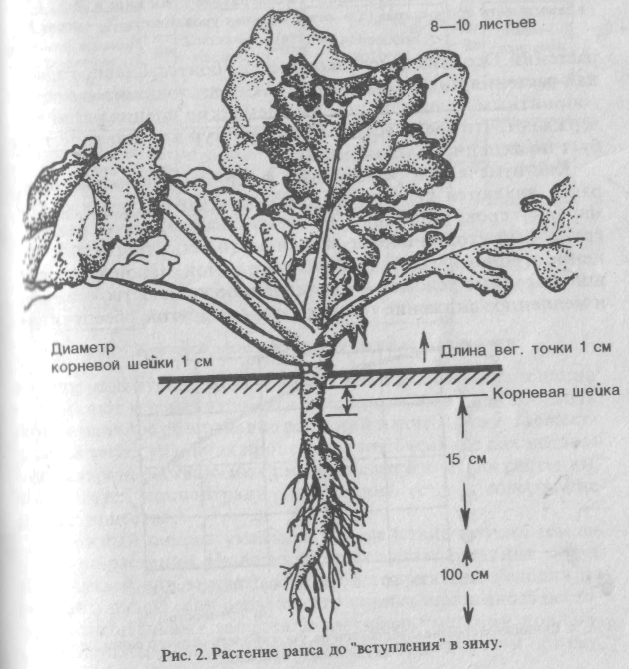 8—10 листьев
Диаметр
корневой шейки 1 см
Длина вег. точки 1 см
Корневая шейка
15 см
100 см
Рис. 2. Растение рапса до "вступления" в зиму.